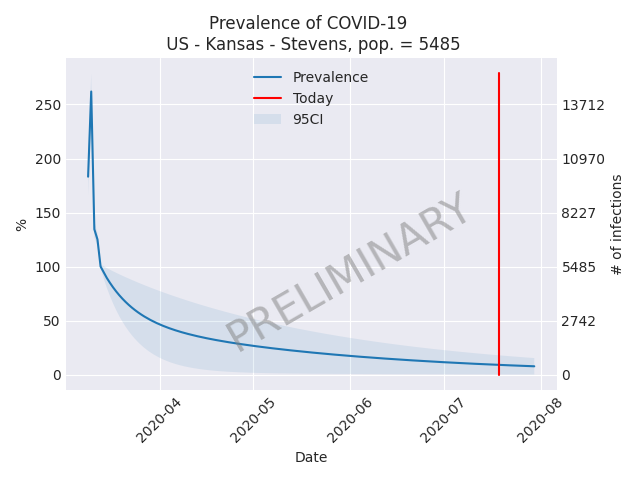 Prevalence of COVID-19
US - Kansas - Stevens, pop. = 5485
Prevalence
Today
95CI
250
200
150
100
50
0
%
13712
10970
8227
5485
2742
0
# of infections
PRELIMINARY
2020-04
2020-05
2020-06
2020-07
2020-08
Date